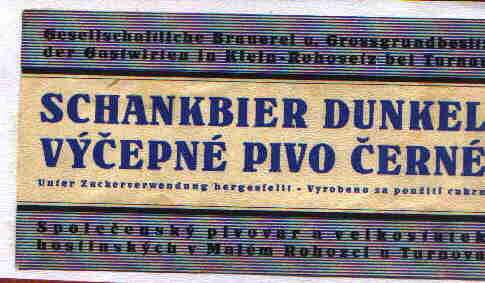 Gesellschaftliche Brauerei u. Grossgrundbesitz
der Gastwirten in Klein-Rohosetz bei Turnau
SCHANKBIER DUNKEL
VÝČEPNÉ PIVO ČERNÉ
Unter Zuckerverwendung hergestellt - Vyrobeno za použití cukru
Společenský pivovar a velkostatek
hostinských v Malém Rohozci u Turnova